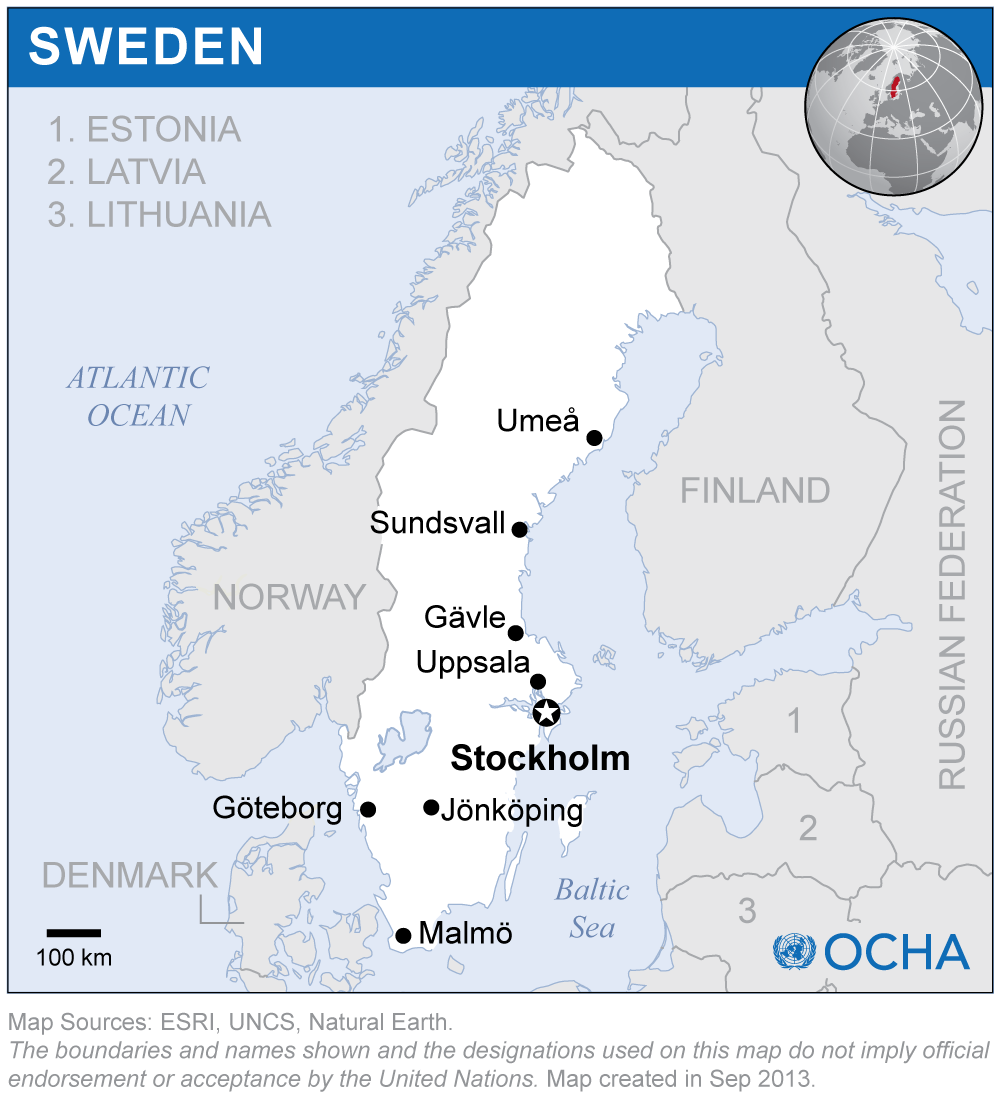 SWEDEN
1. ESTONIA
2. LATVIA
3. LITHUANIA
ATLANTIC
OCEAN
Umeå
FINLAND
RUSSIAN FEDERATION
Sundsvall
NORWAY
Gävle
Uppsala
1
Stockholm
Göteborg
Jönköping
2
DENMARK
Baltic
Sea
3
Malmö
100 km
OCHA
Map Sources: ESRI, UNCS, Natural Earth.
The boundaries and names shown and the designations used on this map do not imply official
endorsement or acceptance by the United Nations. Map created in Sep 2013.